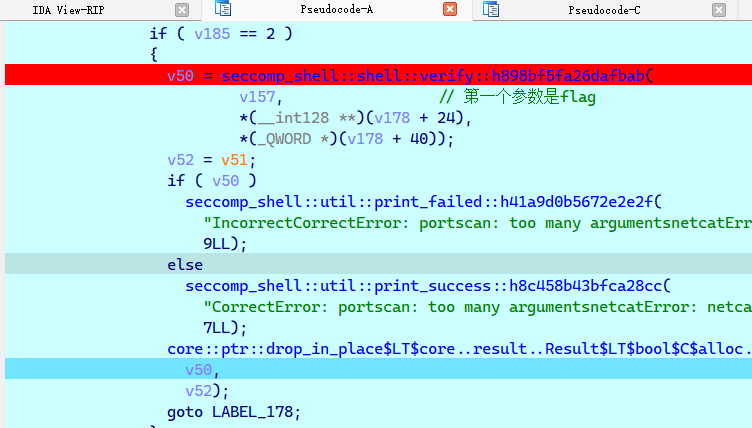 IDA View-RIP Pseudocode-A Pseudocode-C
if ( v185 == 2 )
{
v50 = seccomp_shell::shell::verify::h898bf5fa26dafbab(
v157, // 第一个参数是flag
*(__int128 **)(v178 + 24),
*(_QWORD *)(v178 + 40));
v52 = v51;
if ( v50 )
seccomp_shell::util::print_failed::h41a9d0b5672e2e2f(
"IncorrectCorrectError: portscan: too many argumentsnetcatErr
9LL);
else
seccomp_shell::util::print_success::h8c458b43bfca28cc(
"CorrectError: portscan: too many argumentsnetcatError: netca
7LL);
core::ptr::drop_in_place$LT$core..result..Result$LT$bool$C$alloc.
v50,
v52);
goto LABEL_178;